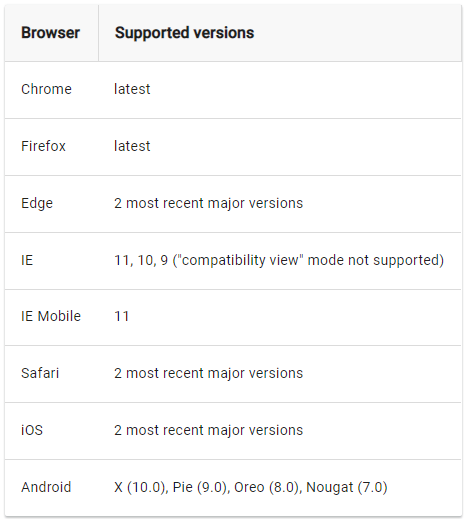 Browser Supported versions
Chrome latest
Firefox latest
Edge 2 most recent major versions
IE 11, 10, 9 ("compatibility view" mode not supported)
IE Mobile 11
Safari 2 most recent major versions
iOS 2 most recent major versions
Android X (10.0), Pie (9.0), Oreo (8.0), Nougat (7.0)